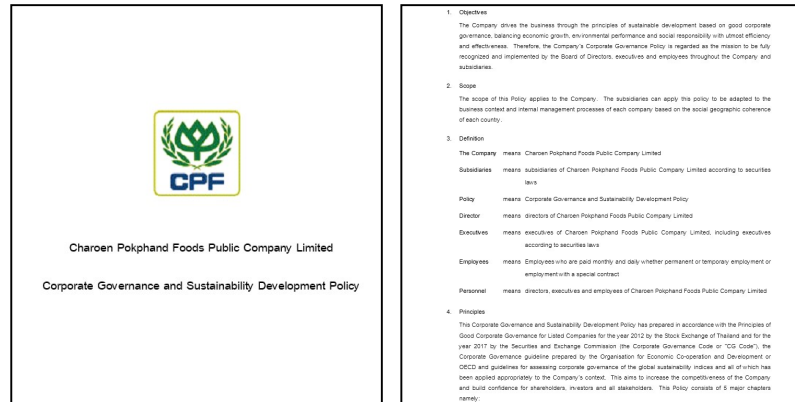 CPF
Charoen Pokphand Foods Public Company Limited
Corporate Governance and Sustainability Development Policy
1. Objectives
The Company drives the business through the principles of sustainable development based on good corporate
governance, balancing economic growth, environmental performance and social responsibility with utmost efficiency
and effectiveness. Therefore, the Company's Corporate Governance Policy is regarded as the mission to be fully
recognized and implemented by the Board of Directors, executives and employees throughout the Company and
subsidiaries.
2. Scope
The scope of this Policy applies to the Company. The subsidiaries can apply this policy to be adapted to the
business context and internal management processes of each company based on the social geographic coherence
of each country.
3. Definition
The Company means Charoen Pokphand Foods Public Company Limited
Subsidiaries means subsidiaries of Charoen Pokphand Foods Public Company Limited according to securities
laws
Policy means Corporate Governance and Sustainability Development Policy
Director means directors of Charoen Pokphand Foods Public Company Limited
Executives means executives of Charoen Pokphand Foods Public Company Limited, including executives
according to securities laws
Employees means Employees who are paid monthly and daily whether permanent or temporary employment or
employment with a special contract
Personnel means directors, executives and employees of Charoen Pokphand Foods Public Company Limited
4. Principles
This Corporate Governance and Sustainability Development Policy has prepared in accordance with the Principles of
Good Corporate Governance for Listed Companies for the year 2012 by the Stock Exchange of Thailand and for the
year 2017 by the Securities and Exchange Commission (the Corporate Governance Code or "CG Code"), the
Corporate Governance guideline prepared by the Organisation for Economic Co-operation and Development or
OECD and guidelines for assessing corporate governance of the global sustainability indices and all of which has
been applied appropriately to the Company's context. This aims to increase the competitiveness of the Company
and build confidence for shareholders, investors and all stakeholders. This Policy consists of 5 major chapters
namely: